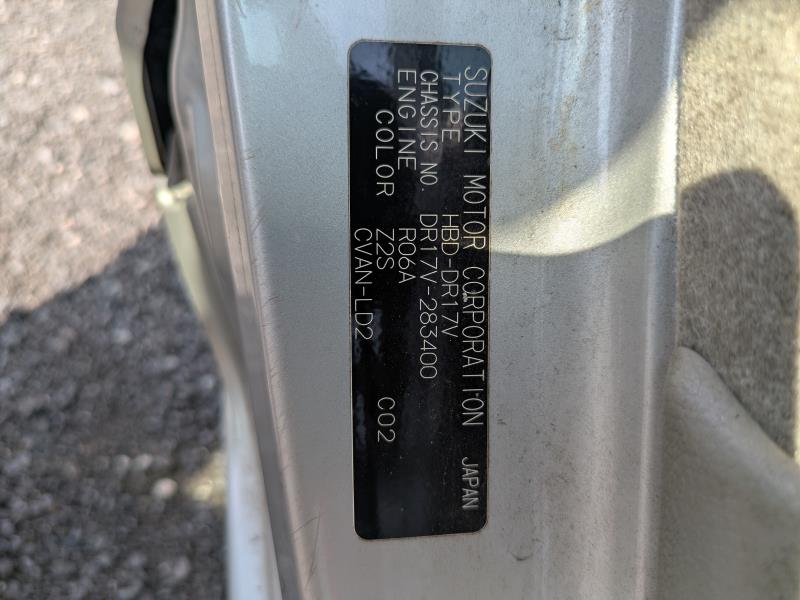 SUZUKI MOTOR CORPORATION JAPAN
TYPE HBD-DR17V
CHASSIS NO. DR17V-283400
ENGINE R06A
COLOR Z2S C02
CVAN-LD2